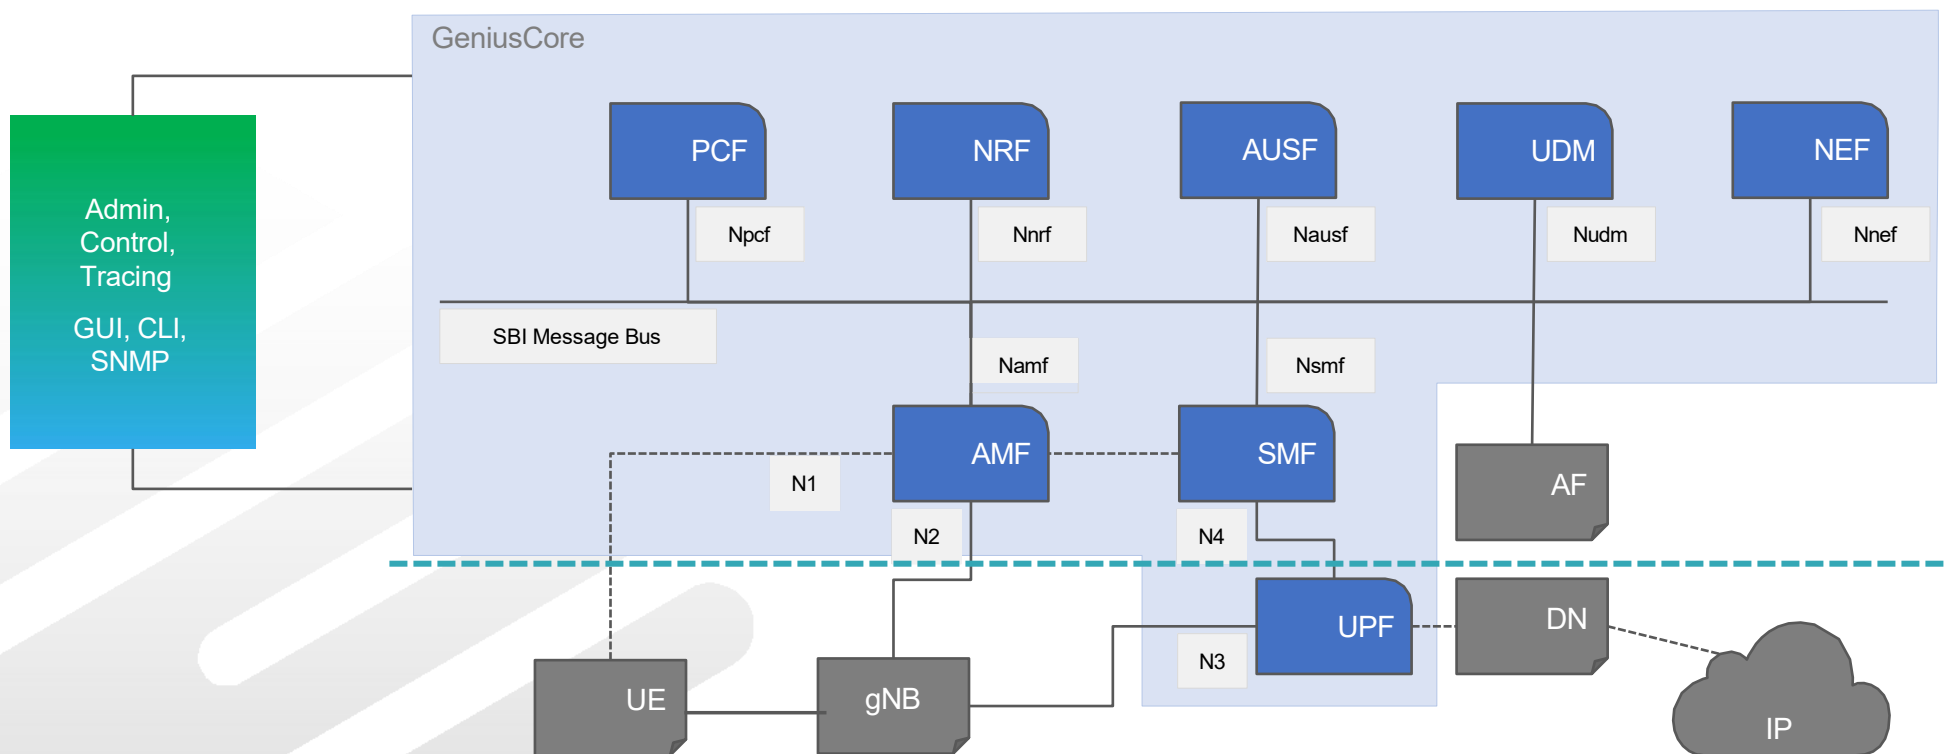 GeniusCore
PCF
NRF
AUSF
UDM
NEF
Admin,
Control,
Tracing
GUI, CLI,
SNMP
Npcf
Nnrf
Nausf
Nudm
Nnef
SBI Message Bus
Namf
Nsmf
AMF
SMF
AF
N1
N2
N4
UPF
DN
N3
UE
gNB
IP